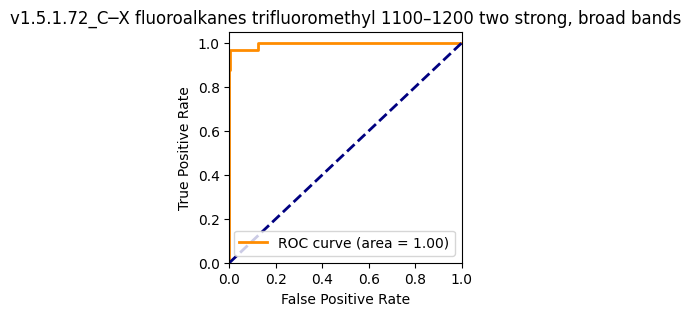 v1.5.1.72_C─X fluoroalkanes trifluoromethyl 1100–1200 two strong, broad bands
1.0
0.8
0.6
0.4
0.2
0.0
True Positive Rate
ROC curve (area = 1.00)
0.0 0.2 0.4 0.6 0.8 1.0
False Positive Rate